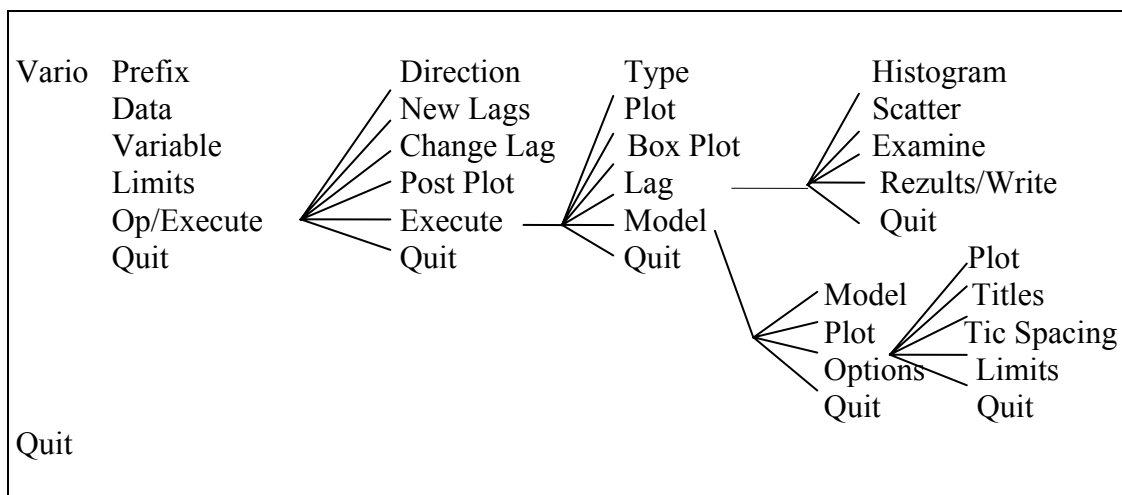 Vario Prefix Direction Type Histogram
Data New Lags Plot Scatter
Variable Change Lag Box Plot Examine
Limits Post Plot Lag Rezults/Write
Op/Execute Execute Model Quit
Quit Quit Quit Plot
Model Titles
Plot Tic Spacing
Options Limits
Quit Quit
Quit